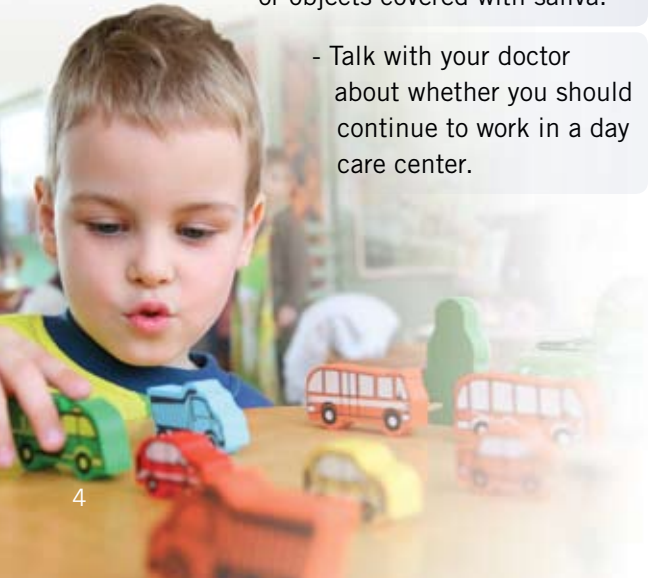 or objects covered with saliva.
- Talk with your doctor
about whether you should
continue to work in a day
care center.
4